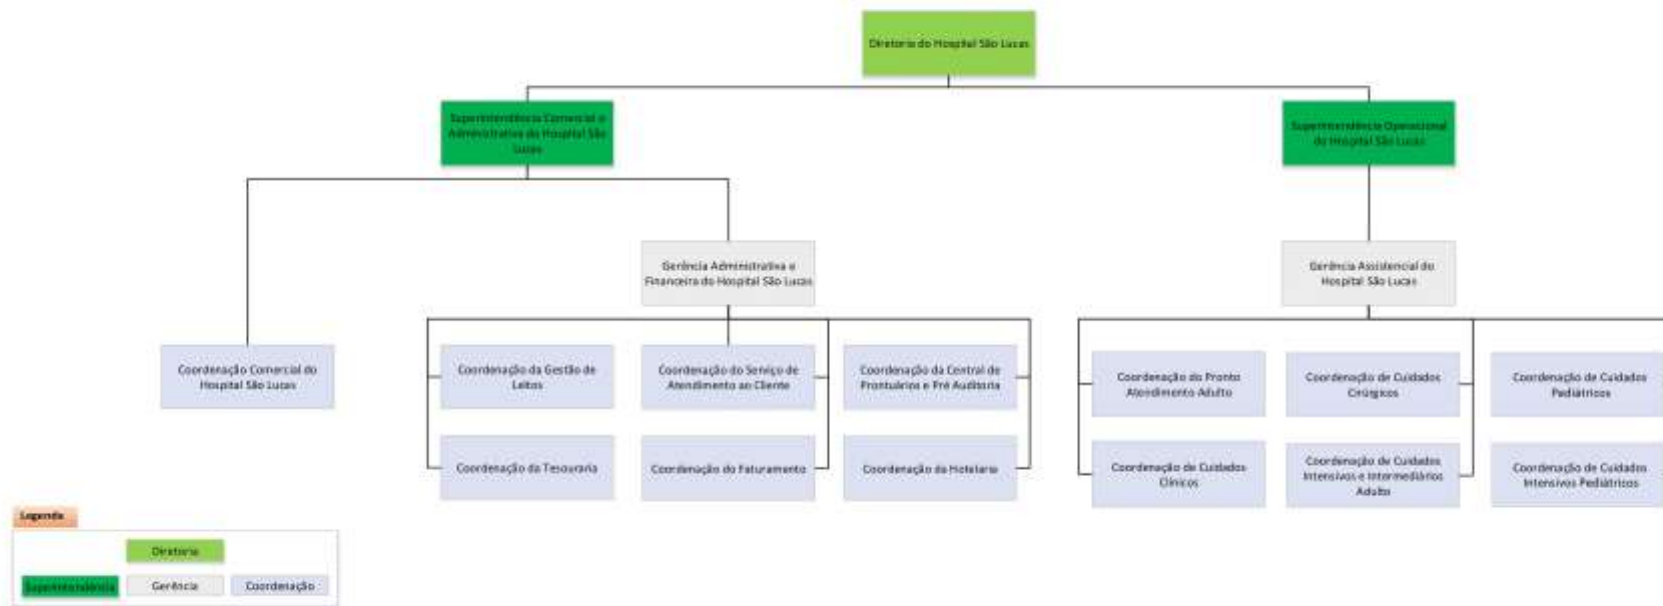 Diretoria do Hospital São Lucas
Superintendência Comercial e
Administrativa do Hospital São
Lucas
Superintendência Operacional
do Hospital São Lucas
Gerência Administrativa e
Financeira do Hospital São Lucas
Gerência Assistencial do
Hospital São Lucas
Coordenação Comercial do
Hospital São Lucas
Coordenação da Gestão de
Leitos
Coordenação do Serviço de
Atendimento ao Cliente
Coordenação da Central de
Prontuários e Pré Auditoria
Coordenação do Pronto
Atendimento Adulto
Coordenação de Cuidados
Cirúrgicos
Coordenação de Cuidados
Pediátricos
Coordenação da Tesouraria
Coordenação do Faturamento
Coordenação da Hotelaria
Coordenação de Cuidados
Clínicos
Coordenação de Cuidados
Intensivos e Intermediários
Adulto
Coordenação de Cuidados
Intensivos Pediátricos
Legenda
Diretoria
Superintendência
Gerência
Coordenação